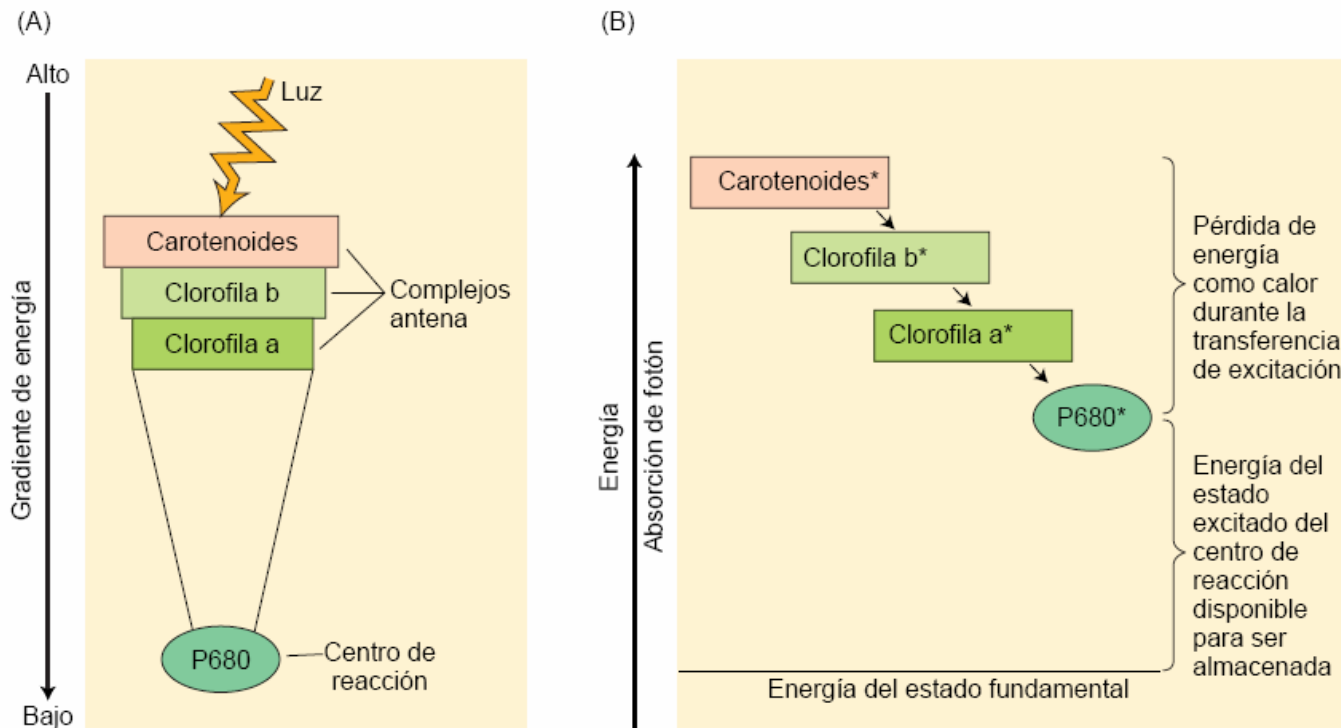 (A)
Alto
Luz
Carotenoides
Clorofila b
Clorofila a
Complejos
antena
Gradiente de energía
P680
Centro de
reacción
Bajo
(B)
Energía
Absorción de fotón
Carotenoides*
Clorofila b*
Clorofila a*
P680*
Pérdida de
energía
como calor
durante la
transferencia
de excitación
Energía del
estado
excitado del
centro de
reacción
disponible
para ser
almacenada
Energía del estado fundamental